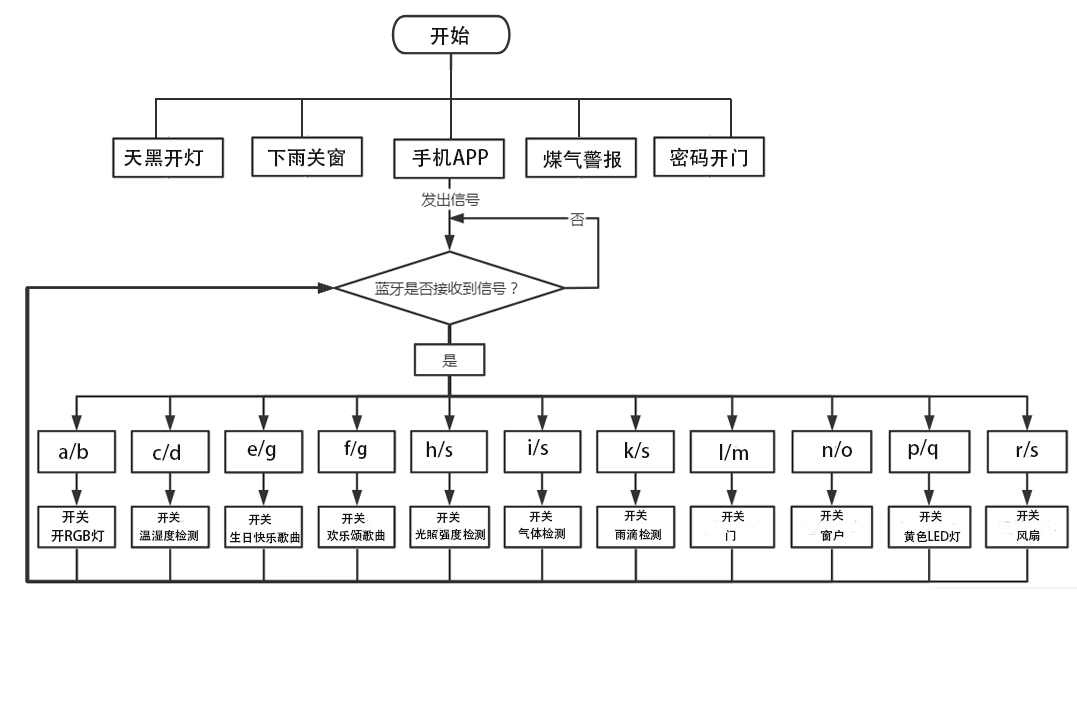 开始
天黑开灯
下雨关窗
手机APP
煤气警报
密码开门
发出信号
否
蓝牙是否接收到信号？
是
a/b
c/d
e/g
f/g
h/s
i/s
k/s
l/m
n/o
p/q
r/s
开关
开RGB灯
开关
温湿度检测
开关
生日快乐歌曲
开关
欢乐颂歌曲
开关
光照强度检测
开关
气体检测
开关
雨滴检测
开关
门
开关
窗户
开关
黄色LED灯
开关
风扇